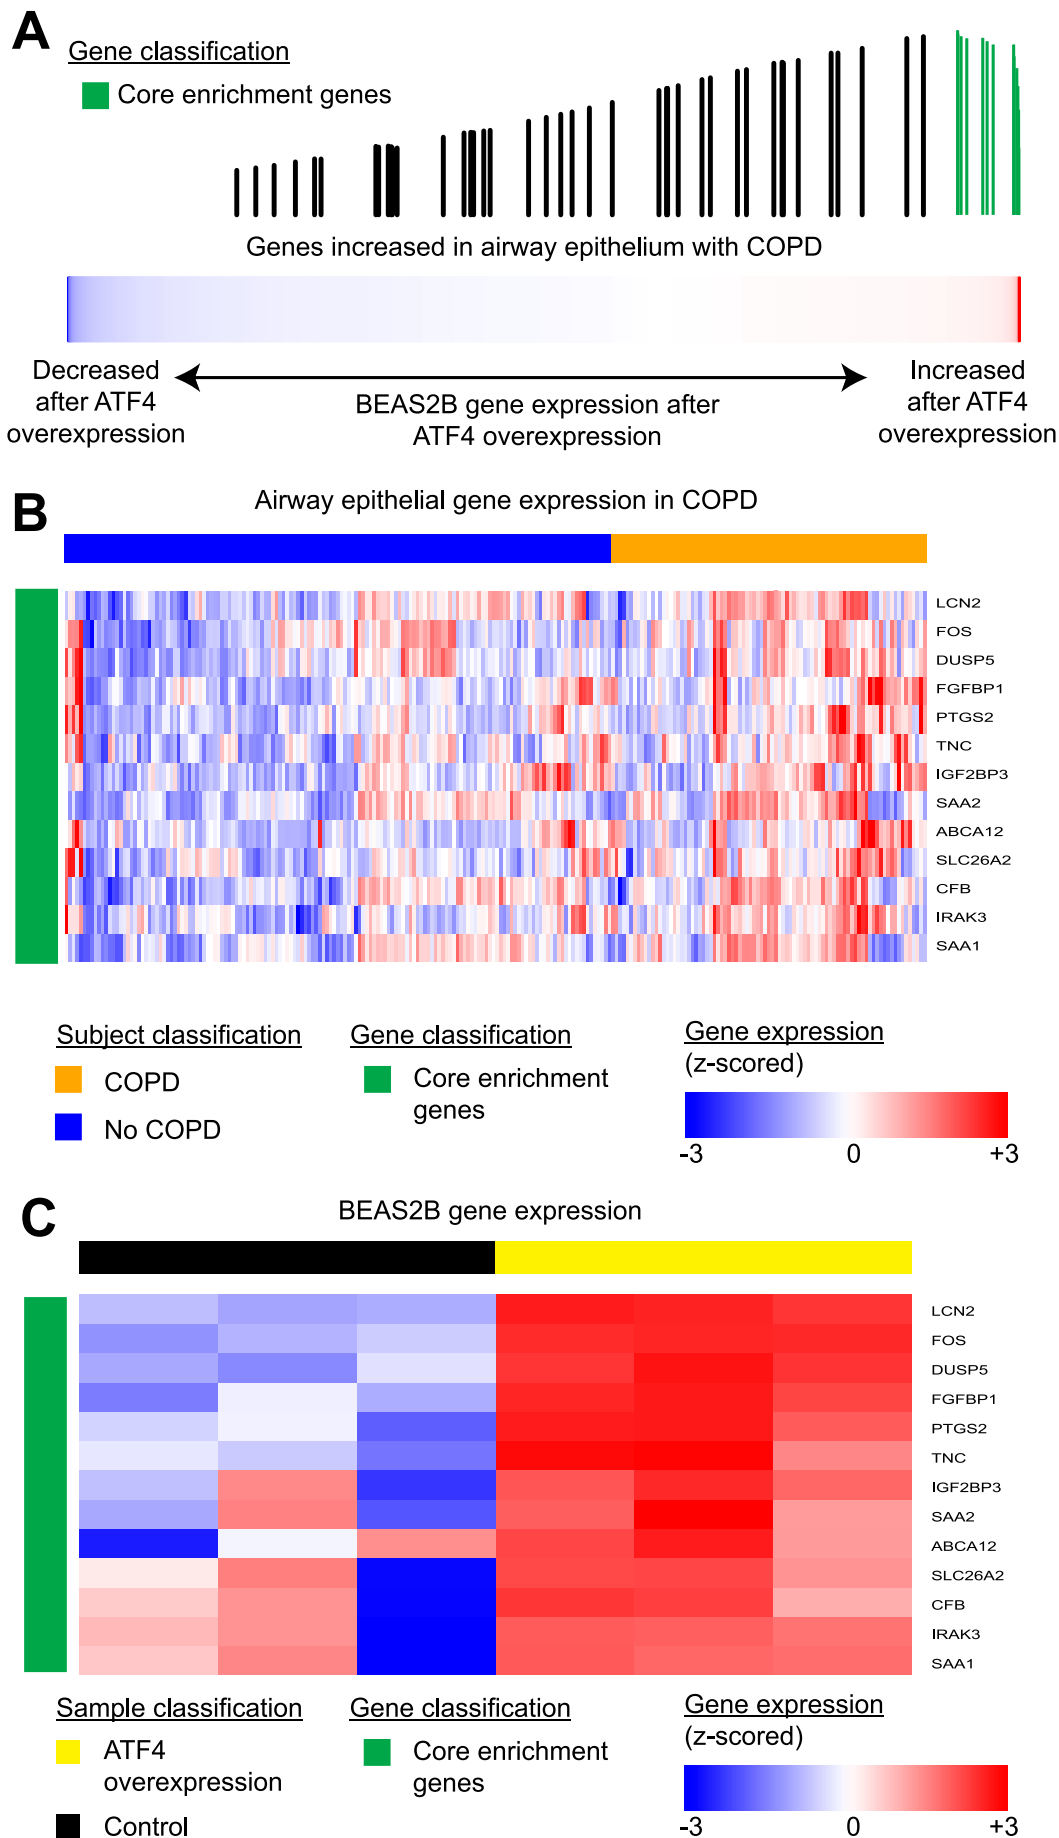 A
Gene classification
Core enrichment genes
Genes increased in airway epithelium with COPD
Decreased
after ATF4
overexpression
BEAS2B gene expression after
ATF4 overexpression
Increased
after ATF4
overexpression
B
Airway epithelial gene expression in COPD
LCN2
FOS
DUSP5
FGFBP1
PTGS2
TNC
IGF2BP3
SAA2
ABCA12
SLC26A2
CFB
IRAK3
SAA1
Subject classification
COPD
No COPD
Gene classification
Core enrichment
genes
Gene expression
(z-scored)
-3 0 +3
C
BEAS2B gene expression
LCN2
FOS
DUSP5
FGFBP1
PTGS2
TNC
IGF2BP3
SAA2
ABCA12
SLC26A2
CFB
IRAK3
SAA1
Sample classification
ATF4
overexpression
Control
Gene classification
Core enrichment
genes
Gene expression
(z-scored)
-3 0 +3